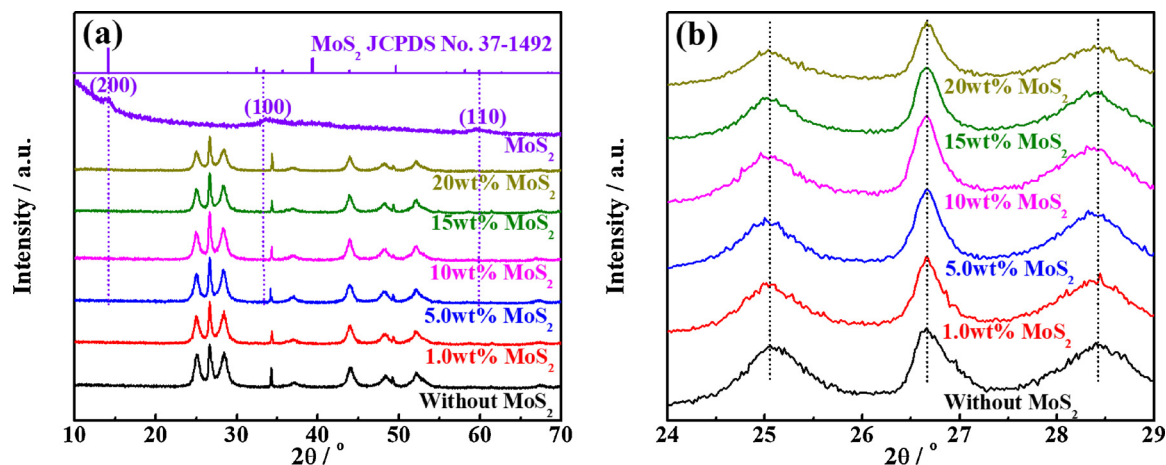 (a)
MoS₂ JCPDS No. 37-1492
(200)
(100)
(110)
MoS₂
20wt% MoS₂
15wt% MoS₂
10wt% MoS₂
5.0wt% MoS₂
1.0wt% MoS₂
Without MoS₂
Intensity / a.u.
10 20 30 40 50 60 70
2θ / °
(b)
20wt% MoS₂
15wt% MoS₂
10wt% MoS₂
5.0wt% MoS₂
1.0wt% MoS₂
Without MoS₂
Intensity / a.u.
24 25 26 27 28 29
2θ / °